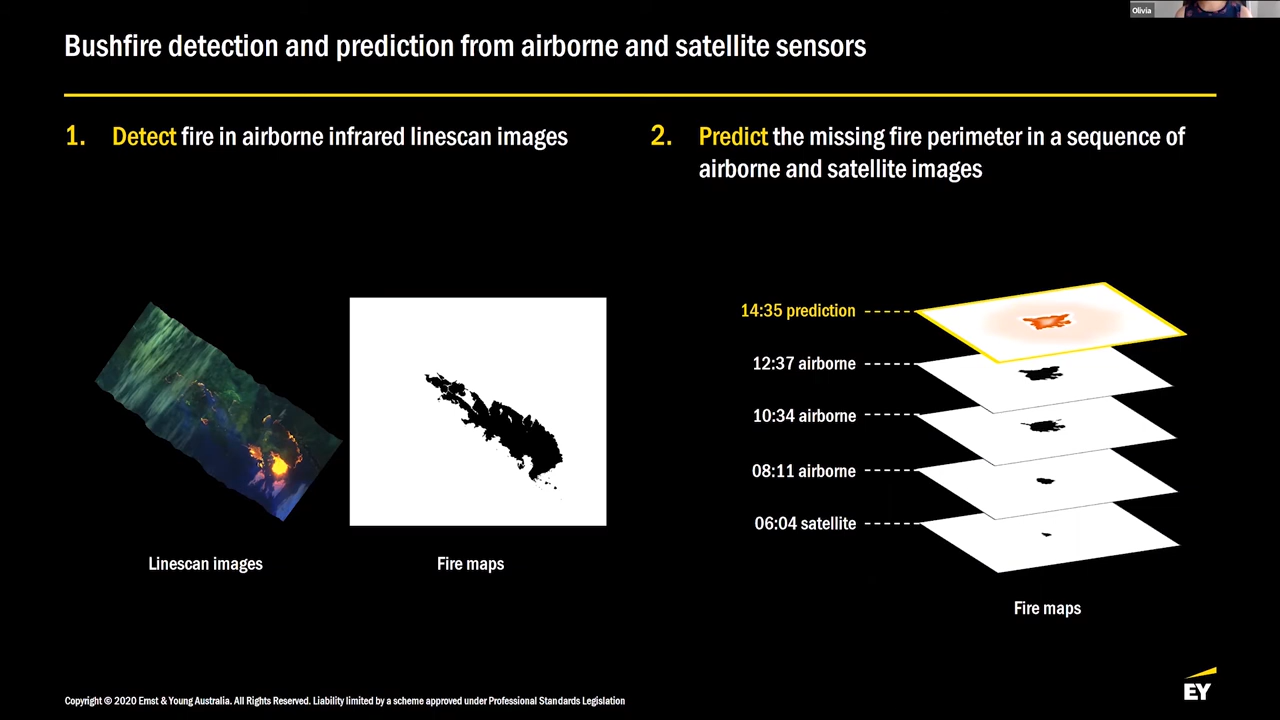 Olivia
Bushfire detection and prediction from airborne and satellite sensors
1. Detect fire in airborne infrared linescan images
2. Predict the missing fire perimeter in a sequence of
airborne and satellite images
14:35 prediction
12:37 airborne
10:34 airborne
08:11 airborne
06:04 satellite
Linescan images
Fire maps
Fire maps
Copyright © 2020 Ernst & Young Australia. All Rights Reserved. Liability limited by a scheme approved under Professional Standards Legislation
EY